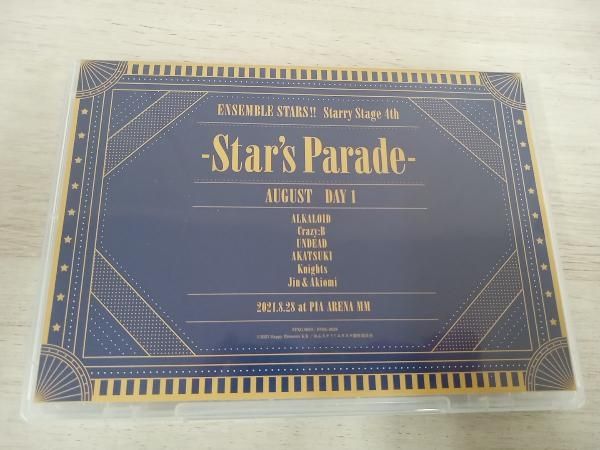 ENSEMBLE STARS!! Starry Stage 4th
-Star's Parade-
AUGUST DAY 1
ALKALOID
Crazy:B
UNDEAD
AKATSUKI
Knights
Jin & Akiomi
2021.8.28 at PIA ARENA MM